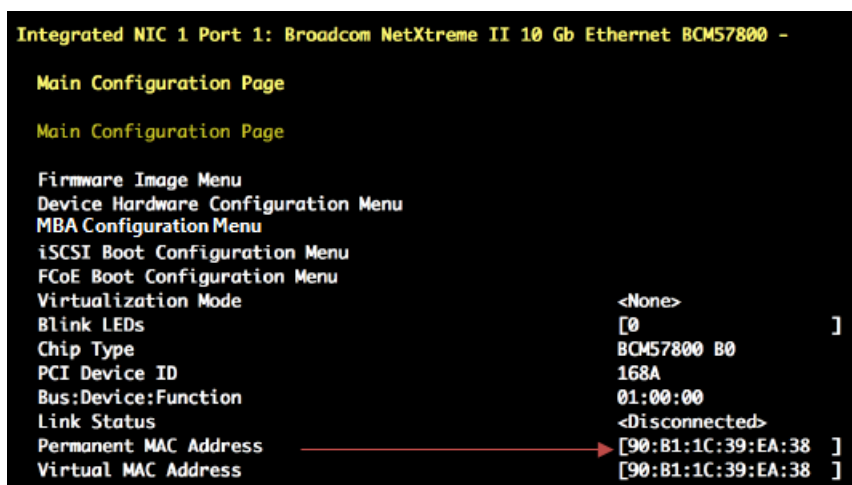 Integrated NIC 1 Port 1: Broadcom NetXtreme II 10 Gb Ethernet BCM57800 -
Main Configuration Page
Main Configuration Page
Firmware Image Menu
Device Hardware Configuration Menu
MBA Configuration Menu
iSCSI Boot Configuration Menu
FCoE Boot Configuration Menu
Virtualization Mode <None>
Blink LEDs [0 ]
Chip Type BCM57800 B0
PCI Device ID 168A
Bus:Device:Function 01:00:00
Link Status <Disconnected>
Permanent MAC Address [90:B1:1C:39:EA:38 ]
Virtual MAC Address [90:B1:1C:39:EA:38 ]